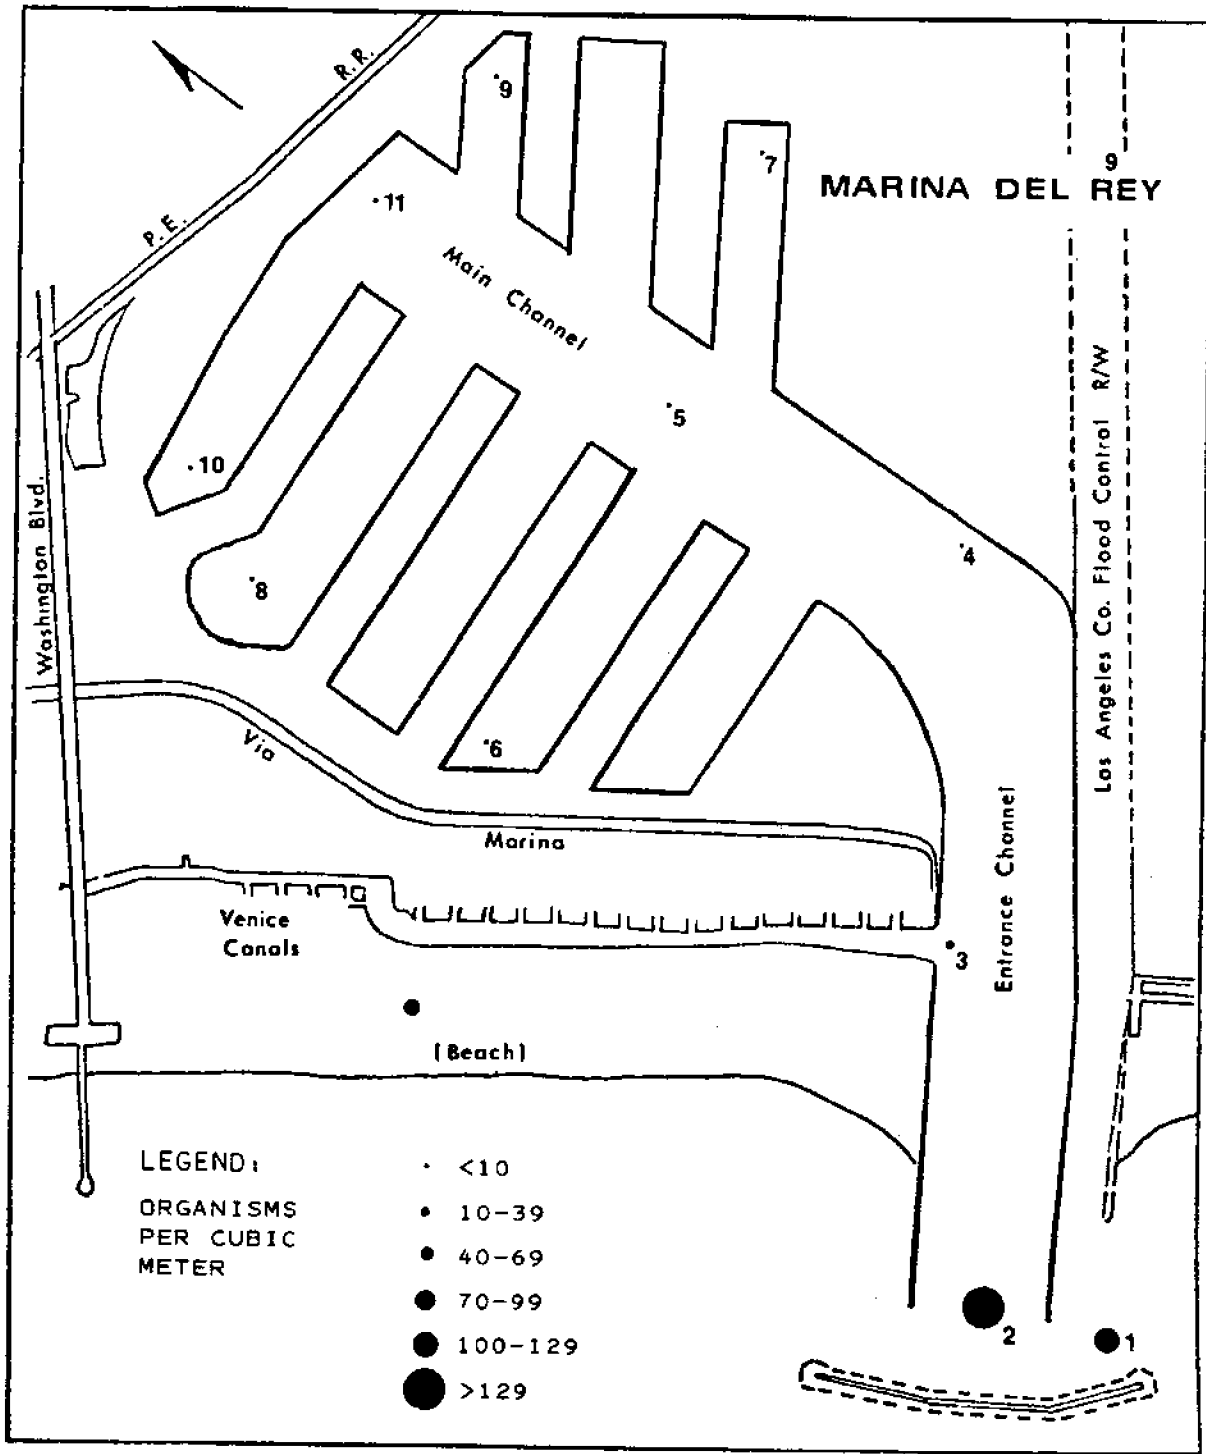 R.R.
9
9
7
MARINA DEL REY
11
P.E.
Main Channel
Los Angeles Co. Flood Control R/W
5
10
Washington Blvd.
4
8
Via
6
Marina
Entrance Channel
Venice
Canals
3
(Beach)
LEGEND:
ORGANISMS
PER CUBIC
METER
<10
10-39
40-69
70-99
100-129
>129
2
1